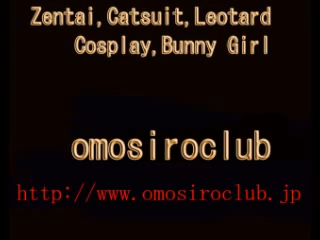 Zentai,Catsuit,Leotard
Cosplay,Bunny Girl
omosiroclub
http://www.omosiroclub.jp